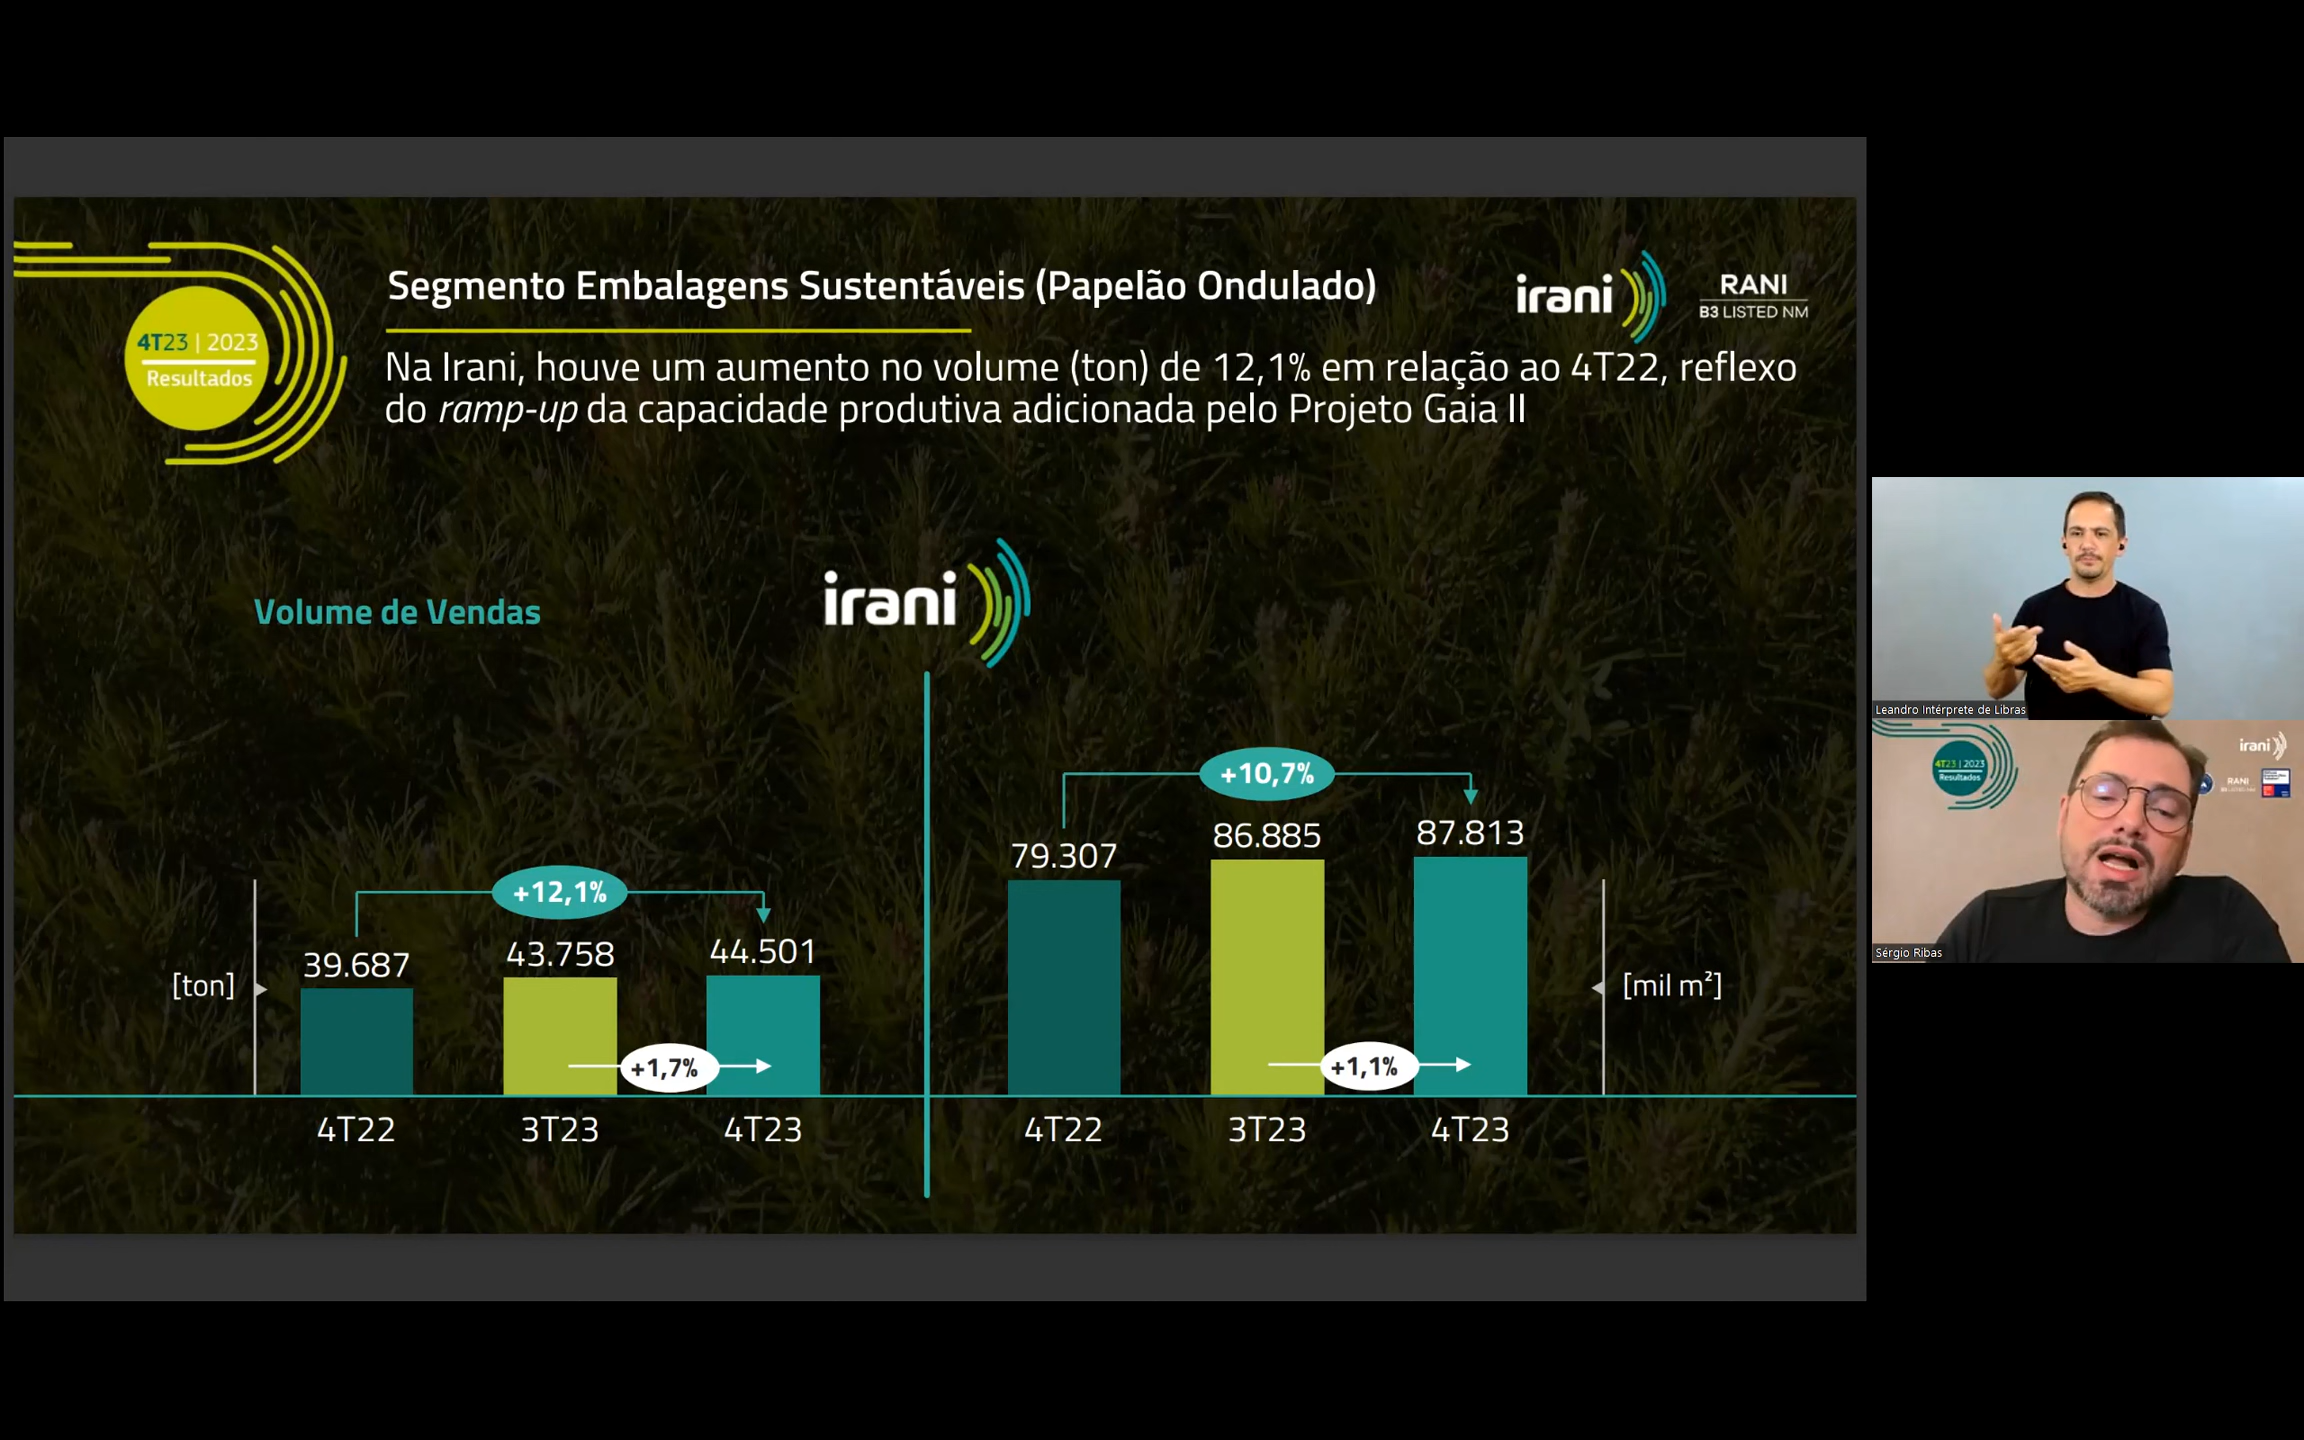 4T23 | 2023
Resultados
Segmento Embalagens Sustentáveis (Papelão Ondulado)
irani
RANI
B3 LISTED NM
Na Irani, houve um aumento no volume (ton) de 12,1% em relação ao 4T22, reflexo
do ramp-up da capacidade produtiva adicionada pelo Projeto Gaia II
Volume de Vendas
irani
[ton]
+12,1%
39.687
43.758
44.501
+1,7%
4T22
3T23
4T23
+10,7%
79.307
86.885
87.813
+1,1%
[mil m²]
4T22
3T23
4T23
Leandro Intérprete de Libras
4T23 | 2023
Resultados
irani
RANI
Sérgio Ribas